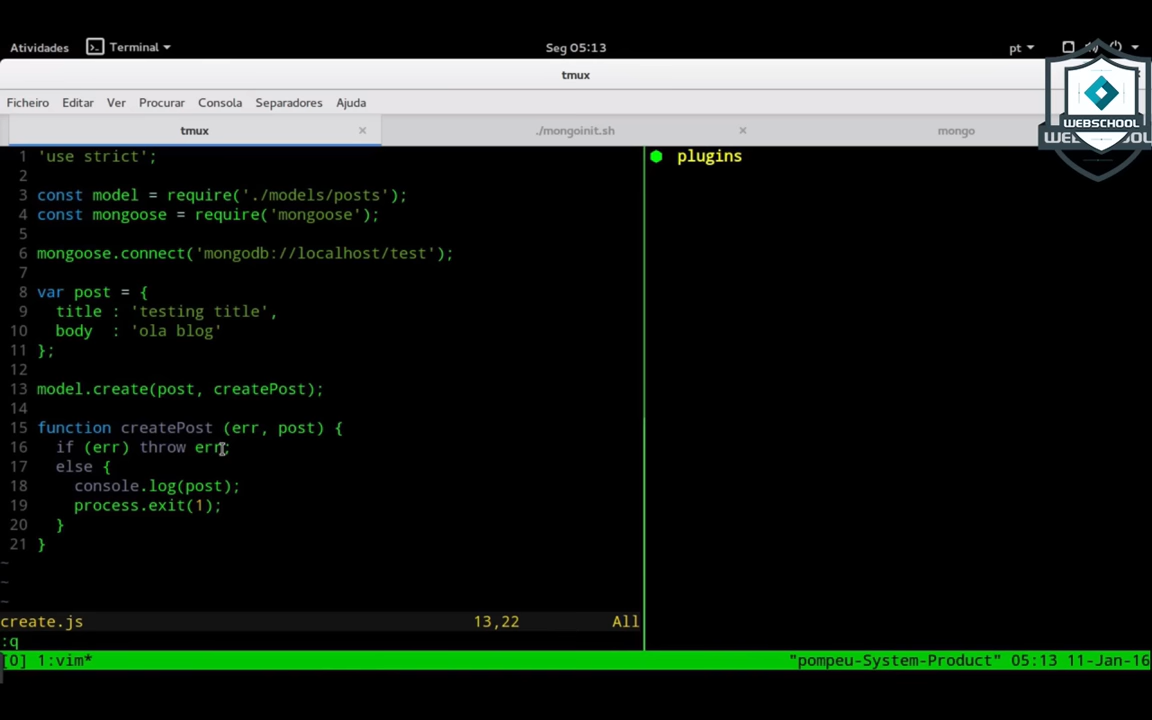 Atividades Terminal Seg 05:13 pt
tmux
Ficheiro Editar Ver Procurar Consola Separadores Ajuda
tmux × ./mongoinit.sh × mongo
WEBSCHOOL
1 'use strict';
2
3 const model = require('./models/posts');
4 const mongoose = require('mongoose');
5
6 mongoose.connect('mongodb://localhost/test');
7
8 var post = {
9 title : 'testing title',
10 body : 'ola blog'
11 };
12
13 model.create(post, createPost);
14
15 function createPost (err, post) {
16 if (err) throw err;
17 else {
18 console.log(post);
19 process.exit(1);
20 }
21 }
~
~
~
create.js 13,22 All
:q
[0] 1:vim* "pompeu-System-Product" 05:13 11-Jan-16
plugins